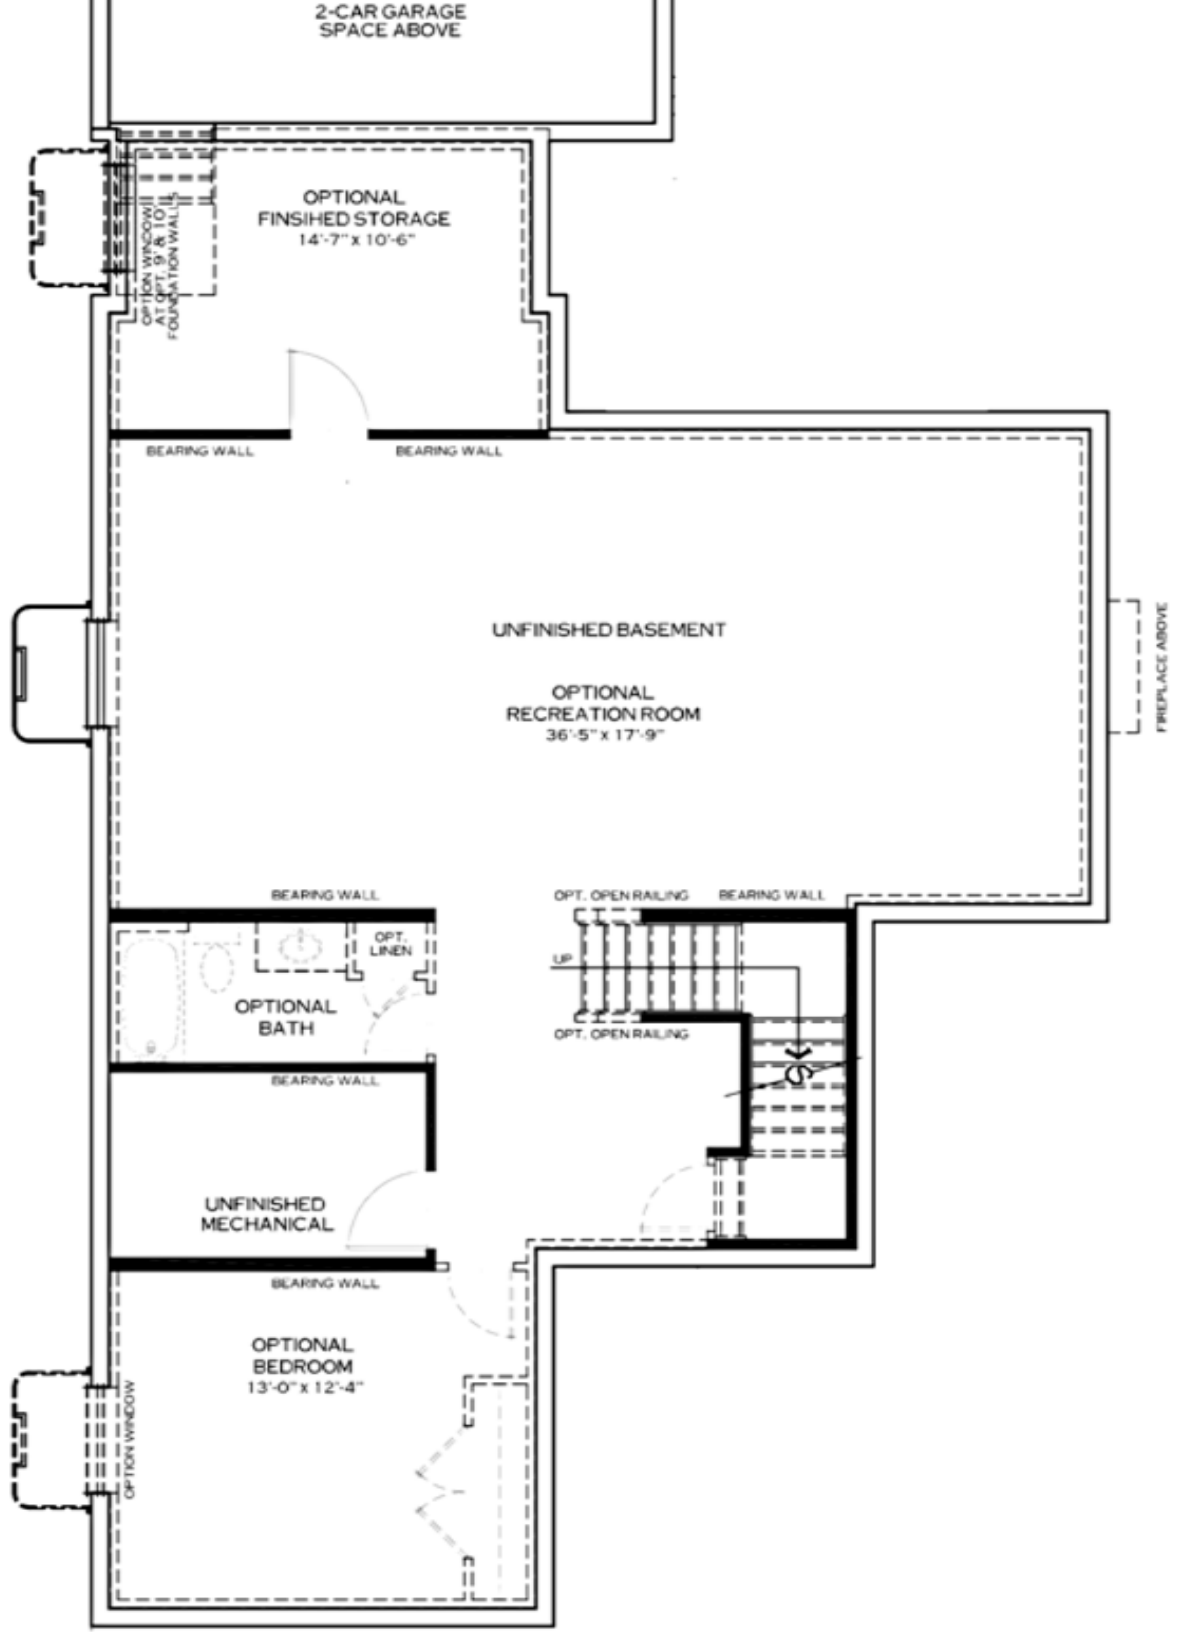 2-CAR GARAGE
SPACE ABOVE
OPTIONAL
FINSIHED STORAGE
14'-7" x 10'-6"
OPTION WINDOW
AT OPT. 9' & 10'
FOUNDATION WALLS
BEARING WALL
BEARING WALL
UNFINISHED BASEMENT
OPTIONAL
RECREATION ROOM
36'-5" x 17'-9"
FIREPLACE ABOVE
BEARING WALL
OPT. OPEN RAILING
BEARING WALL
OPT.
LINEN
UP
OPTIONAL
BATH
OPT. OPEN RAILING
BEARING WALL
UNFINISHED
MECHANICAL
BEARING WALL
OPTIONAL
BEDROOM
13'-0" x 12'-4"
OPTION WINDOW